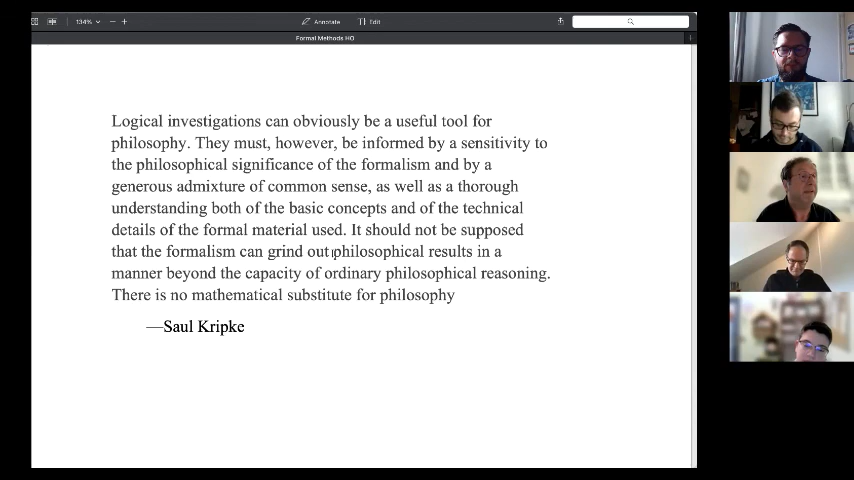 134%
Annotate
Edit
Formal Methods HO
Logical investigations can obviously be a useful tool for
philosophy. They must, however, be informed by a sensitivity to
the philosophical significance of the formalism and by a
generous admixture of common sense, as well as a thorough
understanding both of the basic concepts and of the technical
details of the formal material used. It should not be supposed
that the formalism can grind out philosophical results in a
manner beyond the capacity of ordinary philosophical reasoning.
There is no mathematical substitute for philosophy
—Saul Kripke